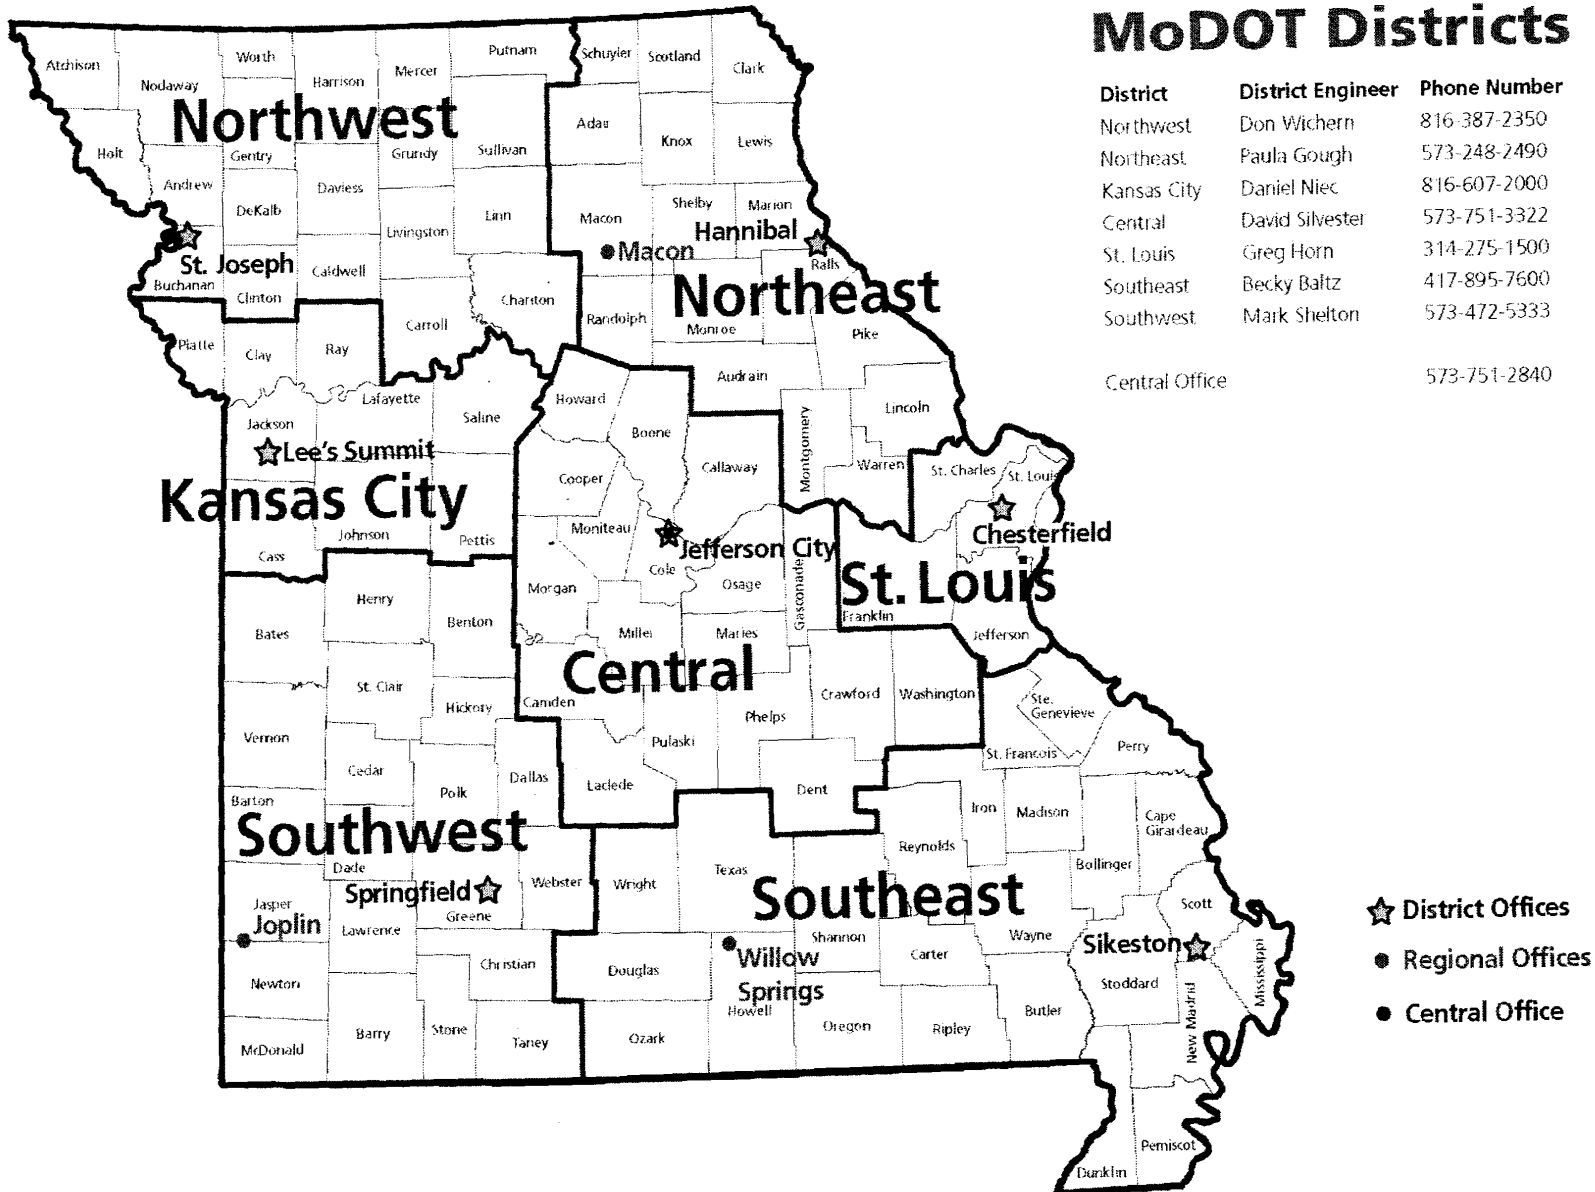 MoDOT Districts
District District Engineer Phone Number
Northwest Don Wichern 816-387-2350
Northeast Paula Gough 573-248-2490
Kansas City Daniel Niec 816-607-2000
Central David Silvester 573-751-3322
St. Louis Greg Horn 314-275-1500
Southeast Becky Baltz 417-895-7600
Southwest Mark Shelton 573-472-5333
Central Office 573-751-2840
Atchison
Nodaway
Worth
Harrison
Mercer
Putnam
Schuyler
Scotland
Clark
Northwest
Holt
Gentry
Grundy
Sullivan
Adair
Knox
Lewis
Andrew
DeKalb
Daviess
Livingston
Linn
Macon
Shelby
Marion
Hannibal
Macon
St. Joseph
Buchanan
Clinton
Caldwell
Ralls
Northeast
Chariton
Carroll
Randolph
Monroe
Pike
Platte
Clay
Ray
Audrain
Lafayette
Saline
Howard
Boone
Callaway
Montgomery
Lincoln
Warren
Jackson
Lee's Summit
Kansas City
Cass
Johnson
Pettis
Cooper
Moniteau
Jefferson City
Cole
Osage
Gasconade
Morgan
Miller
Maries
Central
Camden
Pulaski
Phelps
Crawford
Washington
Laclede
Dent
St. Charles
St. Louis
Chesterfield
St. Louis
Franklin
Jefferson
Bates
Henry
Benton
St. Clair
Hickory
Vernon
Cedar
Polk
Dallas
Barton
Southwest
Dade
Springfield
Greene
Webster
Jasper
Joplin
Lawrence
Newton
Christian
McDonald
Barry
Stone
Taney
Ste.
Genevieve
St. Francois
Perry
Iron
Madison
Cape
Girardeau
Reynolds
Bollinger
Wright
Texas
Southeast
Shannon
Wayne
Scott
Sikeston
Carter
Stoddard
Mississippi
Douglas
Willow
Springs
Howell
Ozark
Oregon
Ripley
Butler
New Madrid
Pemiscot
Dunklin
District Offices
Regional Offices
Central Office